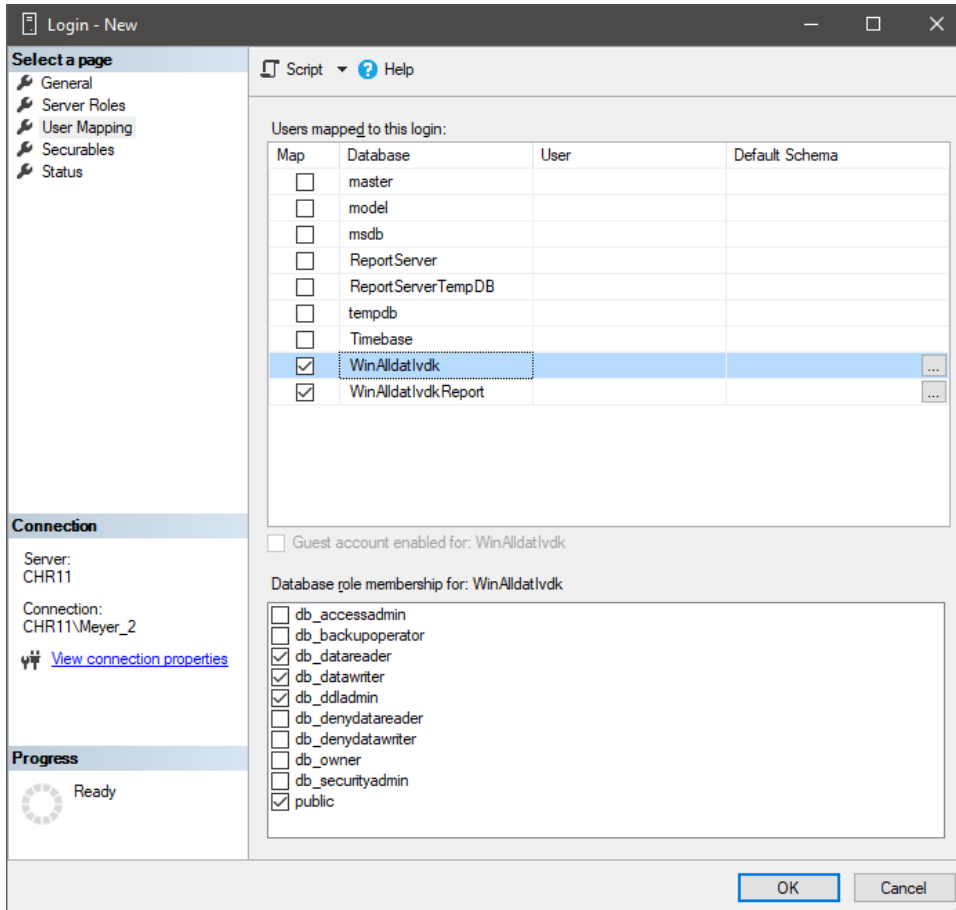 Login - New
Select a page
General
Server Roles
User Mapping
Securables
Status
Script Help
Users mapped to this login:
Map Database User Default Schema
master
model
msdb
ReportServer
ReportServerTempDB
tempdb
Timebase
WinAlldatIvdk ...
WinAlldatIvdkReport ...
Guest account enabled for: WinAlldatIvdk
Database role membership for: WinAlldatIvdk
db_accessadmin
db_backupoperator
db_datareader
db_datawriter
db_ddladmin
db_denydatareader
db_denydatawriter
db_owner
db_securityadmin
public
Connection
Server:
CHR11
Connection:
CHR11\Meyer_2
View connection properties
Progress
Ready
OK Cancel